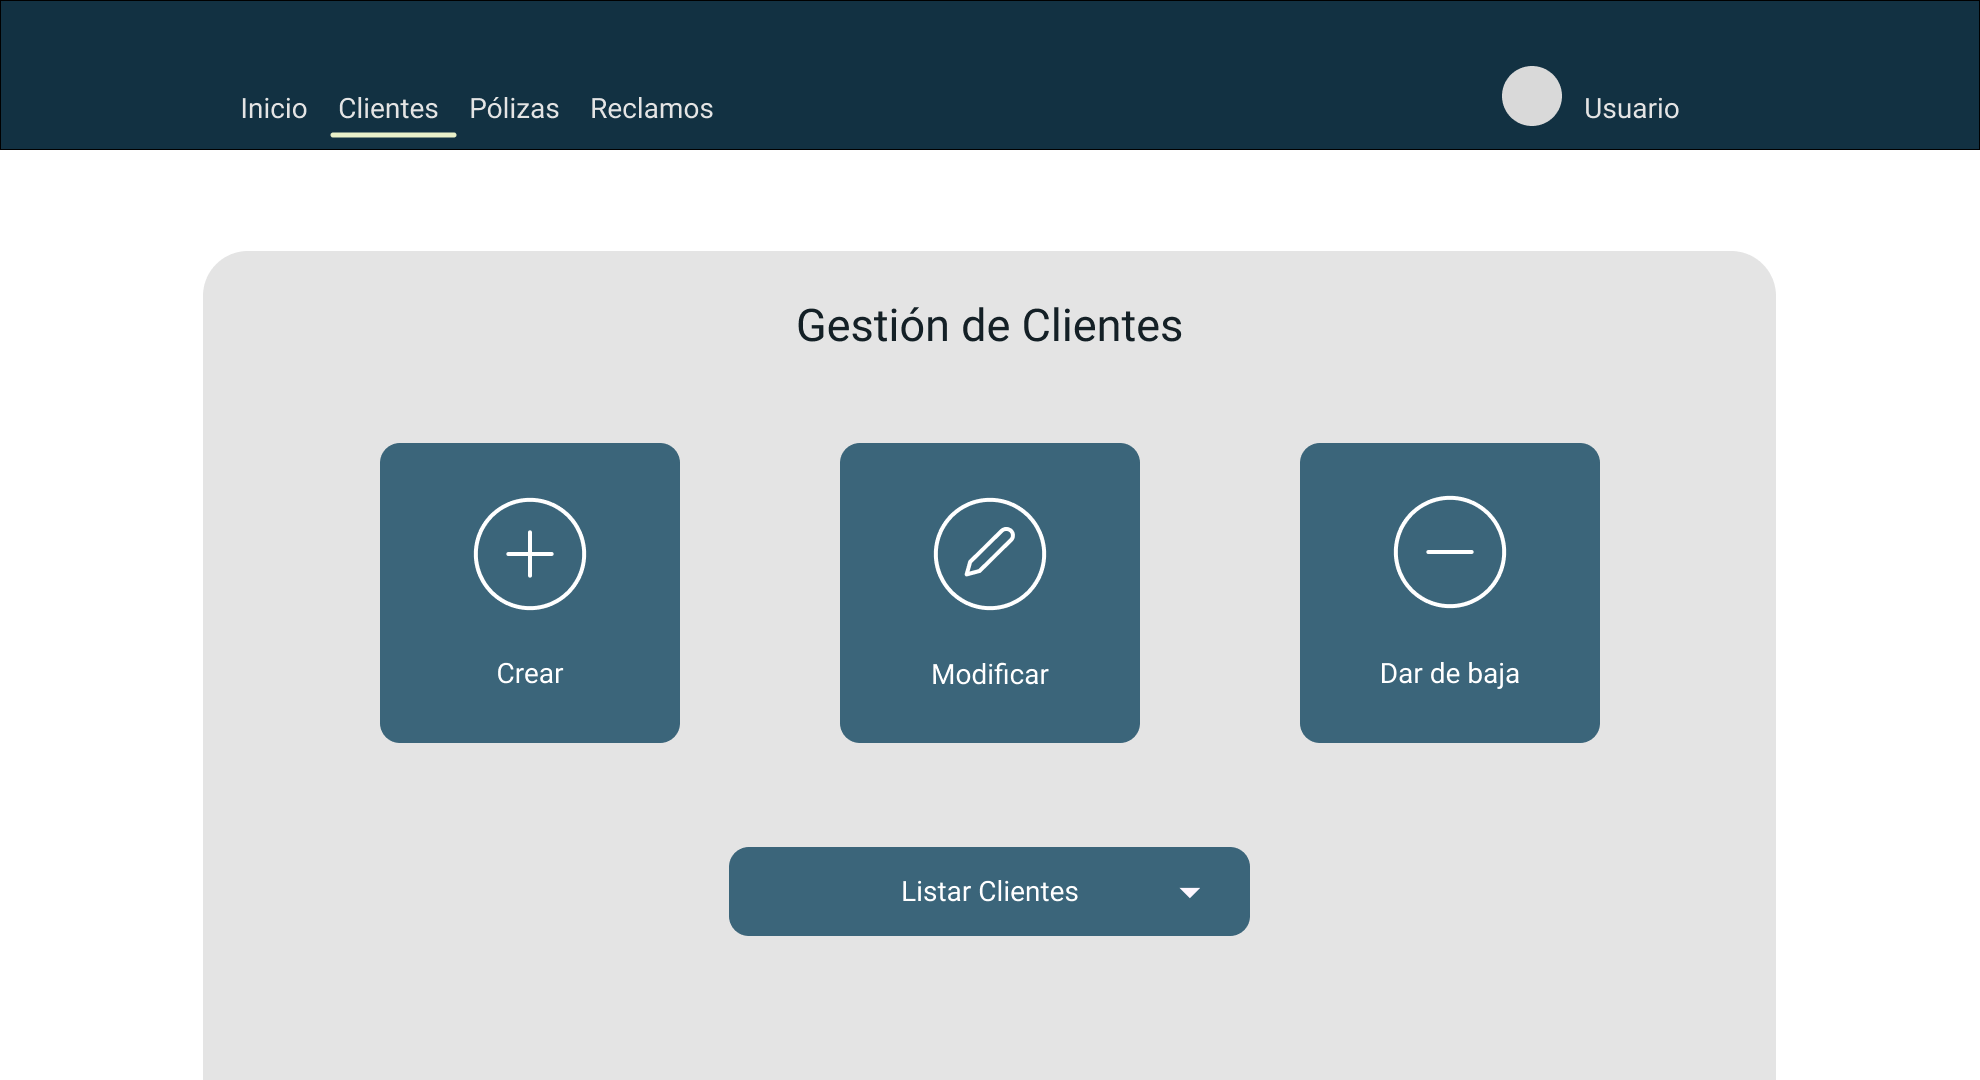 Inicio Clientes Pólizas Reclamos Usuario
Gestión de Clientes
Crear Modificar Dar de baja
Listar Clientes